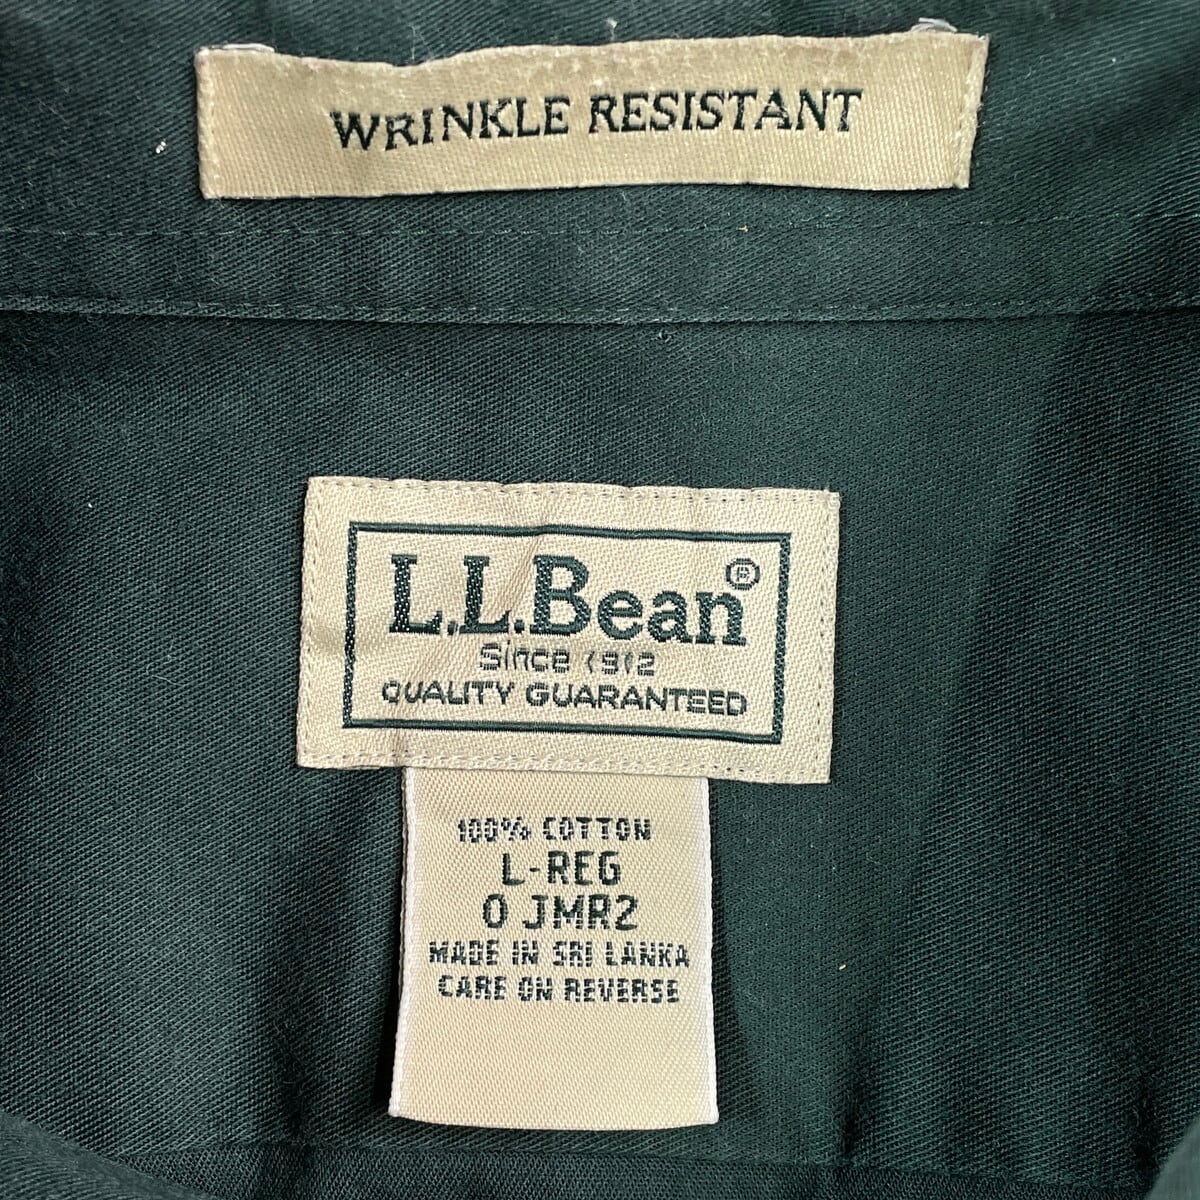 WRINKLE RESISTANT
L.L.Bean®
Since 1912
QUALITY GUARANTEED
100% COTTON
L-REG
0 JMR2
MADE IN SRI LANKA
CARE ON REVERSE